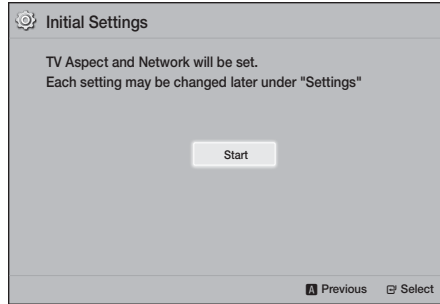 Initial Settings
TV Aspect and Network will be set.
Each setting may be changed later under "Settings"
Start
A Previous
Select